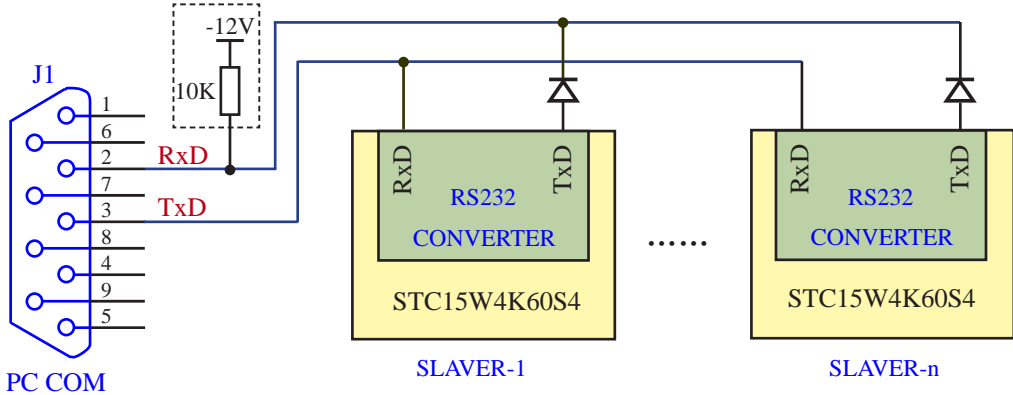 -12V
10K
J1
1
6
2
7
3
8
4
9
5
RxD
TxD
PC COM
RxD
TxD
RS232
CONVERTER
STC15W4K60S4
SLAVER-1
......
RxD
TxD
RS232
CONVERTER
STC15W4K60S4
SLAVER-n